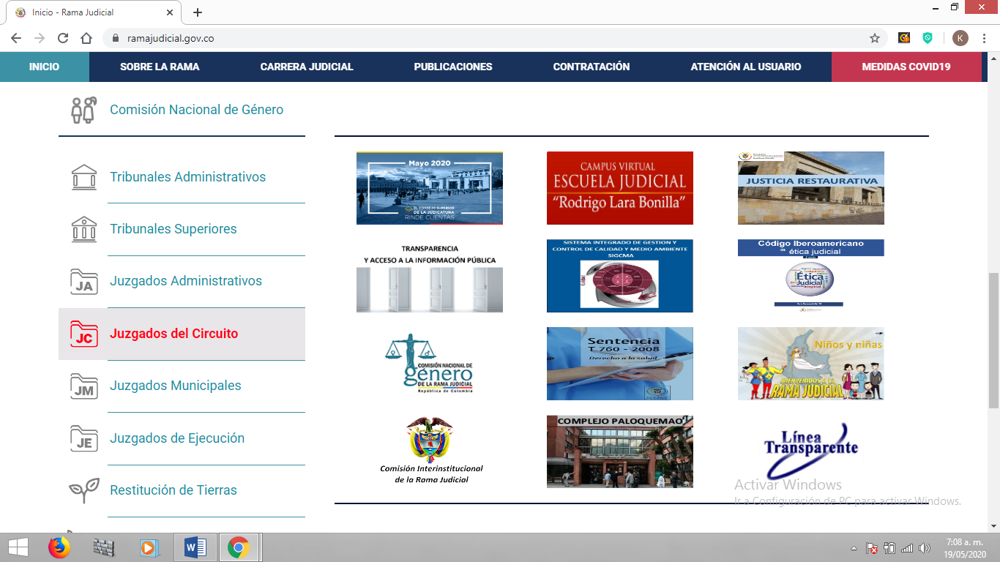 Inicio - Rama Judicial
ramajudicial.gov.co
K
INICIO
SOBRE LA RAMA
CARRERA JUDICIAL
PUBLICACIONES
CONTRATACIÓN
ATENCIÓN AL USUARIO
MEDIDAS COVID19
Comisión Nacional de Género
Tribunales Administrativos
Tribunales Superiores
JA
Juzgados Administrativos
JC
Juzgados del Circuito
JM
Juzgados Municipales
JE
Juzgados de Ejecución
Restitución de Tierras
Mayo 2020
EL CONSEJO SUPERIOR
DE LA JUDICATURA
RINDE CUENTAS
CAMPUS VIRTUAL
ESCUELA JUDICIAL
"Rodrigo Lara Bonilla"
JUSTICIA RESTAURATIVA
TRANSPARENCIA
Y ACCESO A LA INFORMACIÓN PÚBLICA
SISTEMA INTEGRADO DE GESTION Y
CONTROL DE CALIDAD Y MEDIO AMBIENTE
SIGCMA
Código Iberoamericano
de ética judicial
Ética
Judicial
COMISIÓN NACIONAL DE
género
DE LA RAMA JUDICIAL
República de Colombia
Sentencia
T 760 - 2008
Derecho a la salud
Niños y niñas
BIENVENIDOS A LA
RAMA JUDICIAL
Comisión Interinstitucional
de la Rama Judicial
COMPLEJO PALOQUEMAO
Línea
Transparente
Activar Windows
Ir a Configuración de PC para activar Windows.
7:08 a. m.
19/05/2020